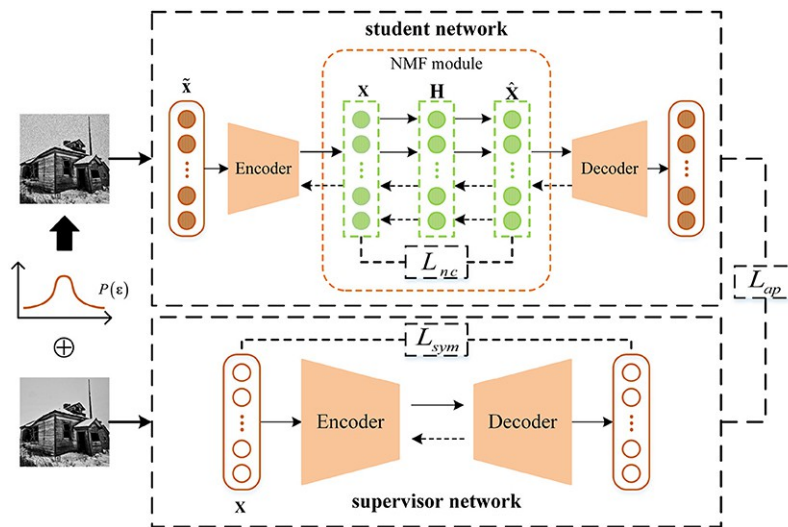 student network
NMF module
x̃
x
H
x̂
Encoder
Decoder
L_nc
P(ε)
L_ap
L_sym
Encoder
Decoder
x
supervisor network